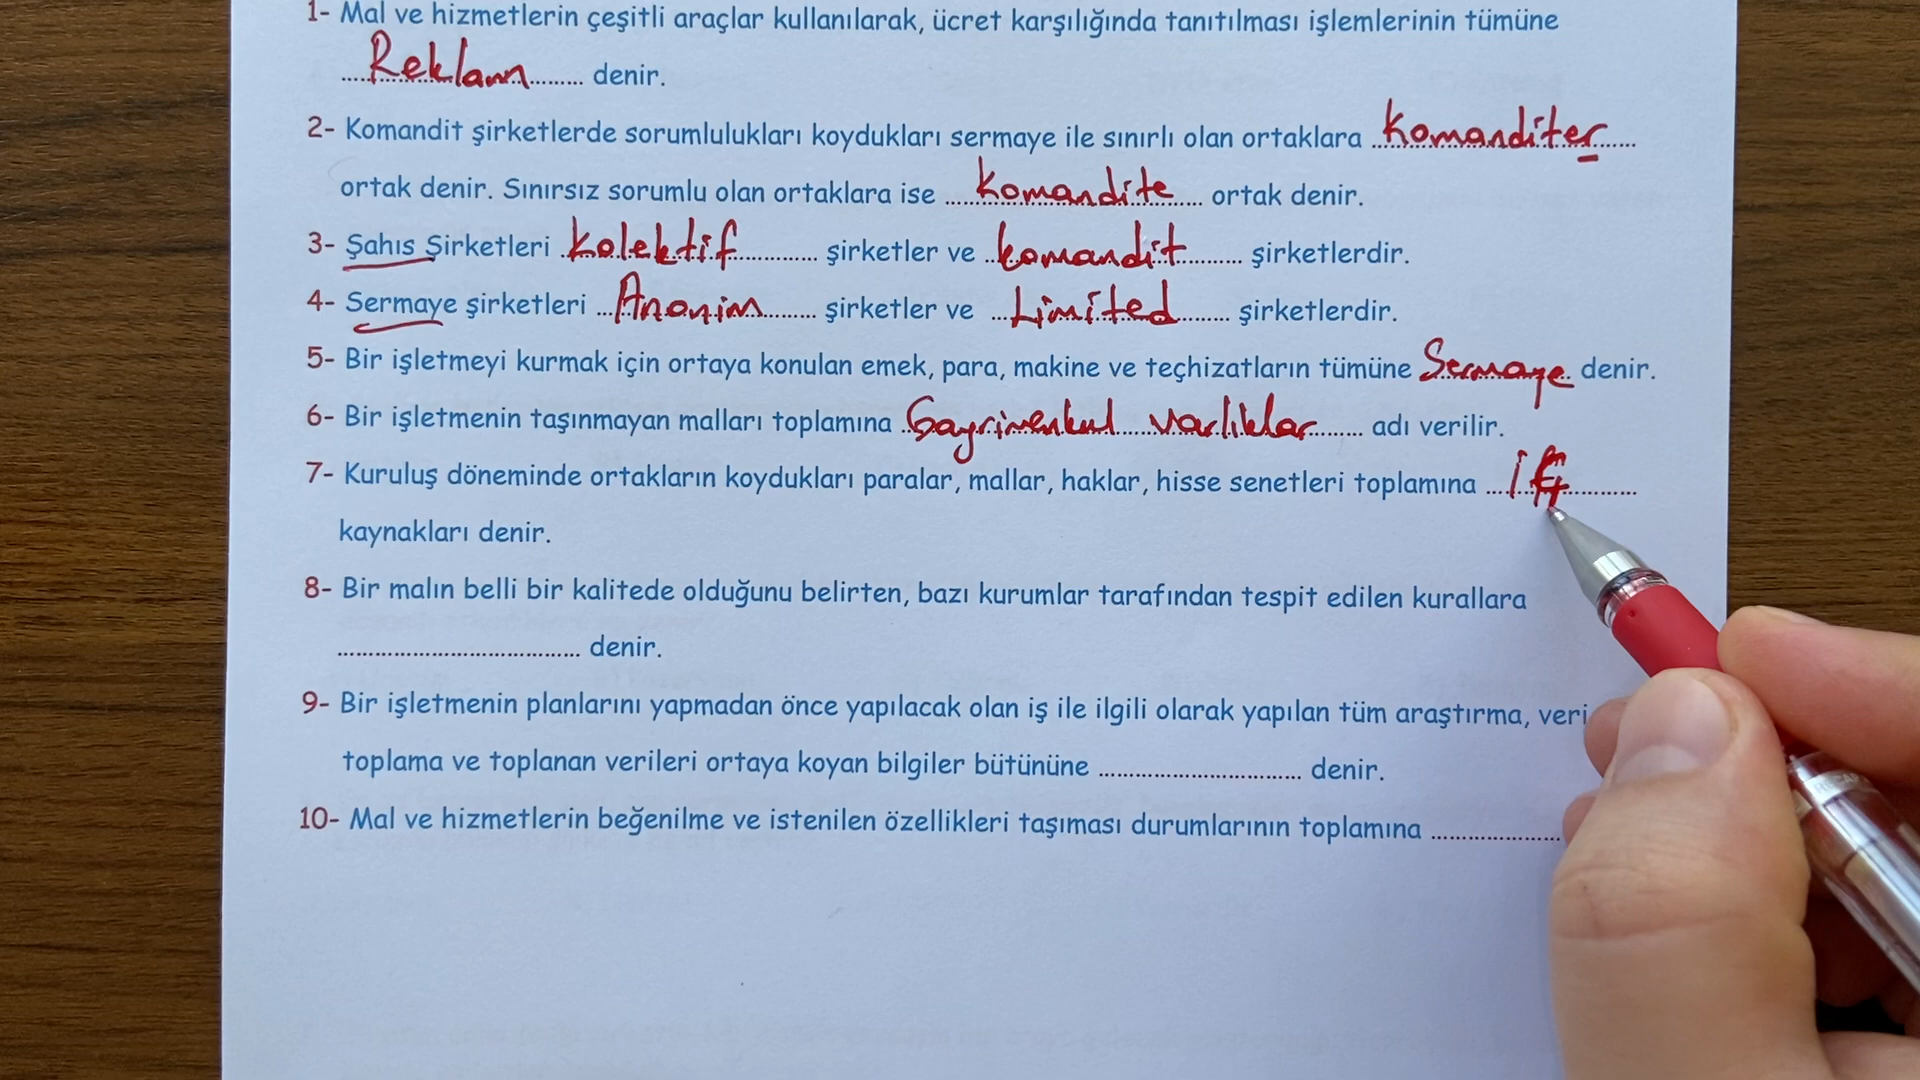 1- Mal ve hizmetlerin çeşitli araçlar kullanılarak, ücret karşılığında tanıtılması işlemlerinin tümüne
Reklam denir.
2- Komandit şirketlerde sorumlulukları koydukları sermaye ile sınırlı olan ortaklara Komanditer
ortak denir. Sınırsız sorumlu olan ortaklara ise Komandite ortak denir.
3- Şahıs Şirketleri Kolektif şirketler ve komandit şirketlerdir.
4- Sermaye şirketleri Anonim şirketler ve Limited şirketlerdir.
5- Bir işletmeyi kurmak için ortaya konulan emek, para, makine ve teçhizatların tümüne Sermaye denir.
6- Bir işletmenin taşınmayan malları toplamına Gayrimenkul varlıklar adı verilir.
7- Kuruluş döneminde ortakların koydukları paralar, mallar, haklar, hisse senetleri toplamına
kaynakları denir.
8- Bir malın belli bir kalitede olduğunu belirten, bazı kurumlar tarafından tespit edilen kurallara
denir.
9- Bir işletmenin planlarını yapmadan önce yapılacak olan iş ile ilgili olarak yapılan tüm araştırma, veri
toplama ve toplanan verileri ortaya koyan bilgiler bütününe denir.
10- Mal ve hizmetlerin beğenilme ve istenilen özellikleri taşıması durumlarının toplamına